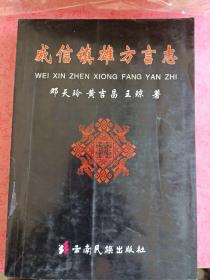 威信镇雄方言志
WEI XIN ZHEN XIONG FANG YAN ZHI
邓天玲 黄吉昌 王琼 著
云南民族出版社